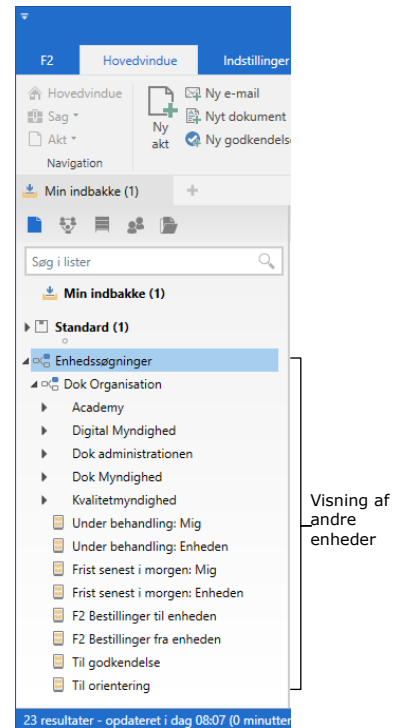 F2 Hovedvindue Indstillinger
Hovedvindue
Sag
Akt
Navigation
Ny
akt
Ny e-mail
Nyt dokument
Ny godkendels
Min indbakke (1) +
Søg i lister
Min indbakke (1)
Standard (1)
Enhedssøgninger
Dok Organisation
Academy
Digital Myndighed
Dok administrationen
Dok Myndighed
Kvalitetmyndighed
Under behandling: Mig
Under behandling: Enheden
Frist senest i morgen: Mig
Frist senest i morgen: Enheden
F2 Bestillinger til enheden
F2 Bestillinger fra enheden
Til godkendelse
Til orientering
23 resultater - opdateret i dag 08:07 (0 minutter
Visning af
andre
enheder